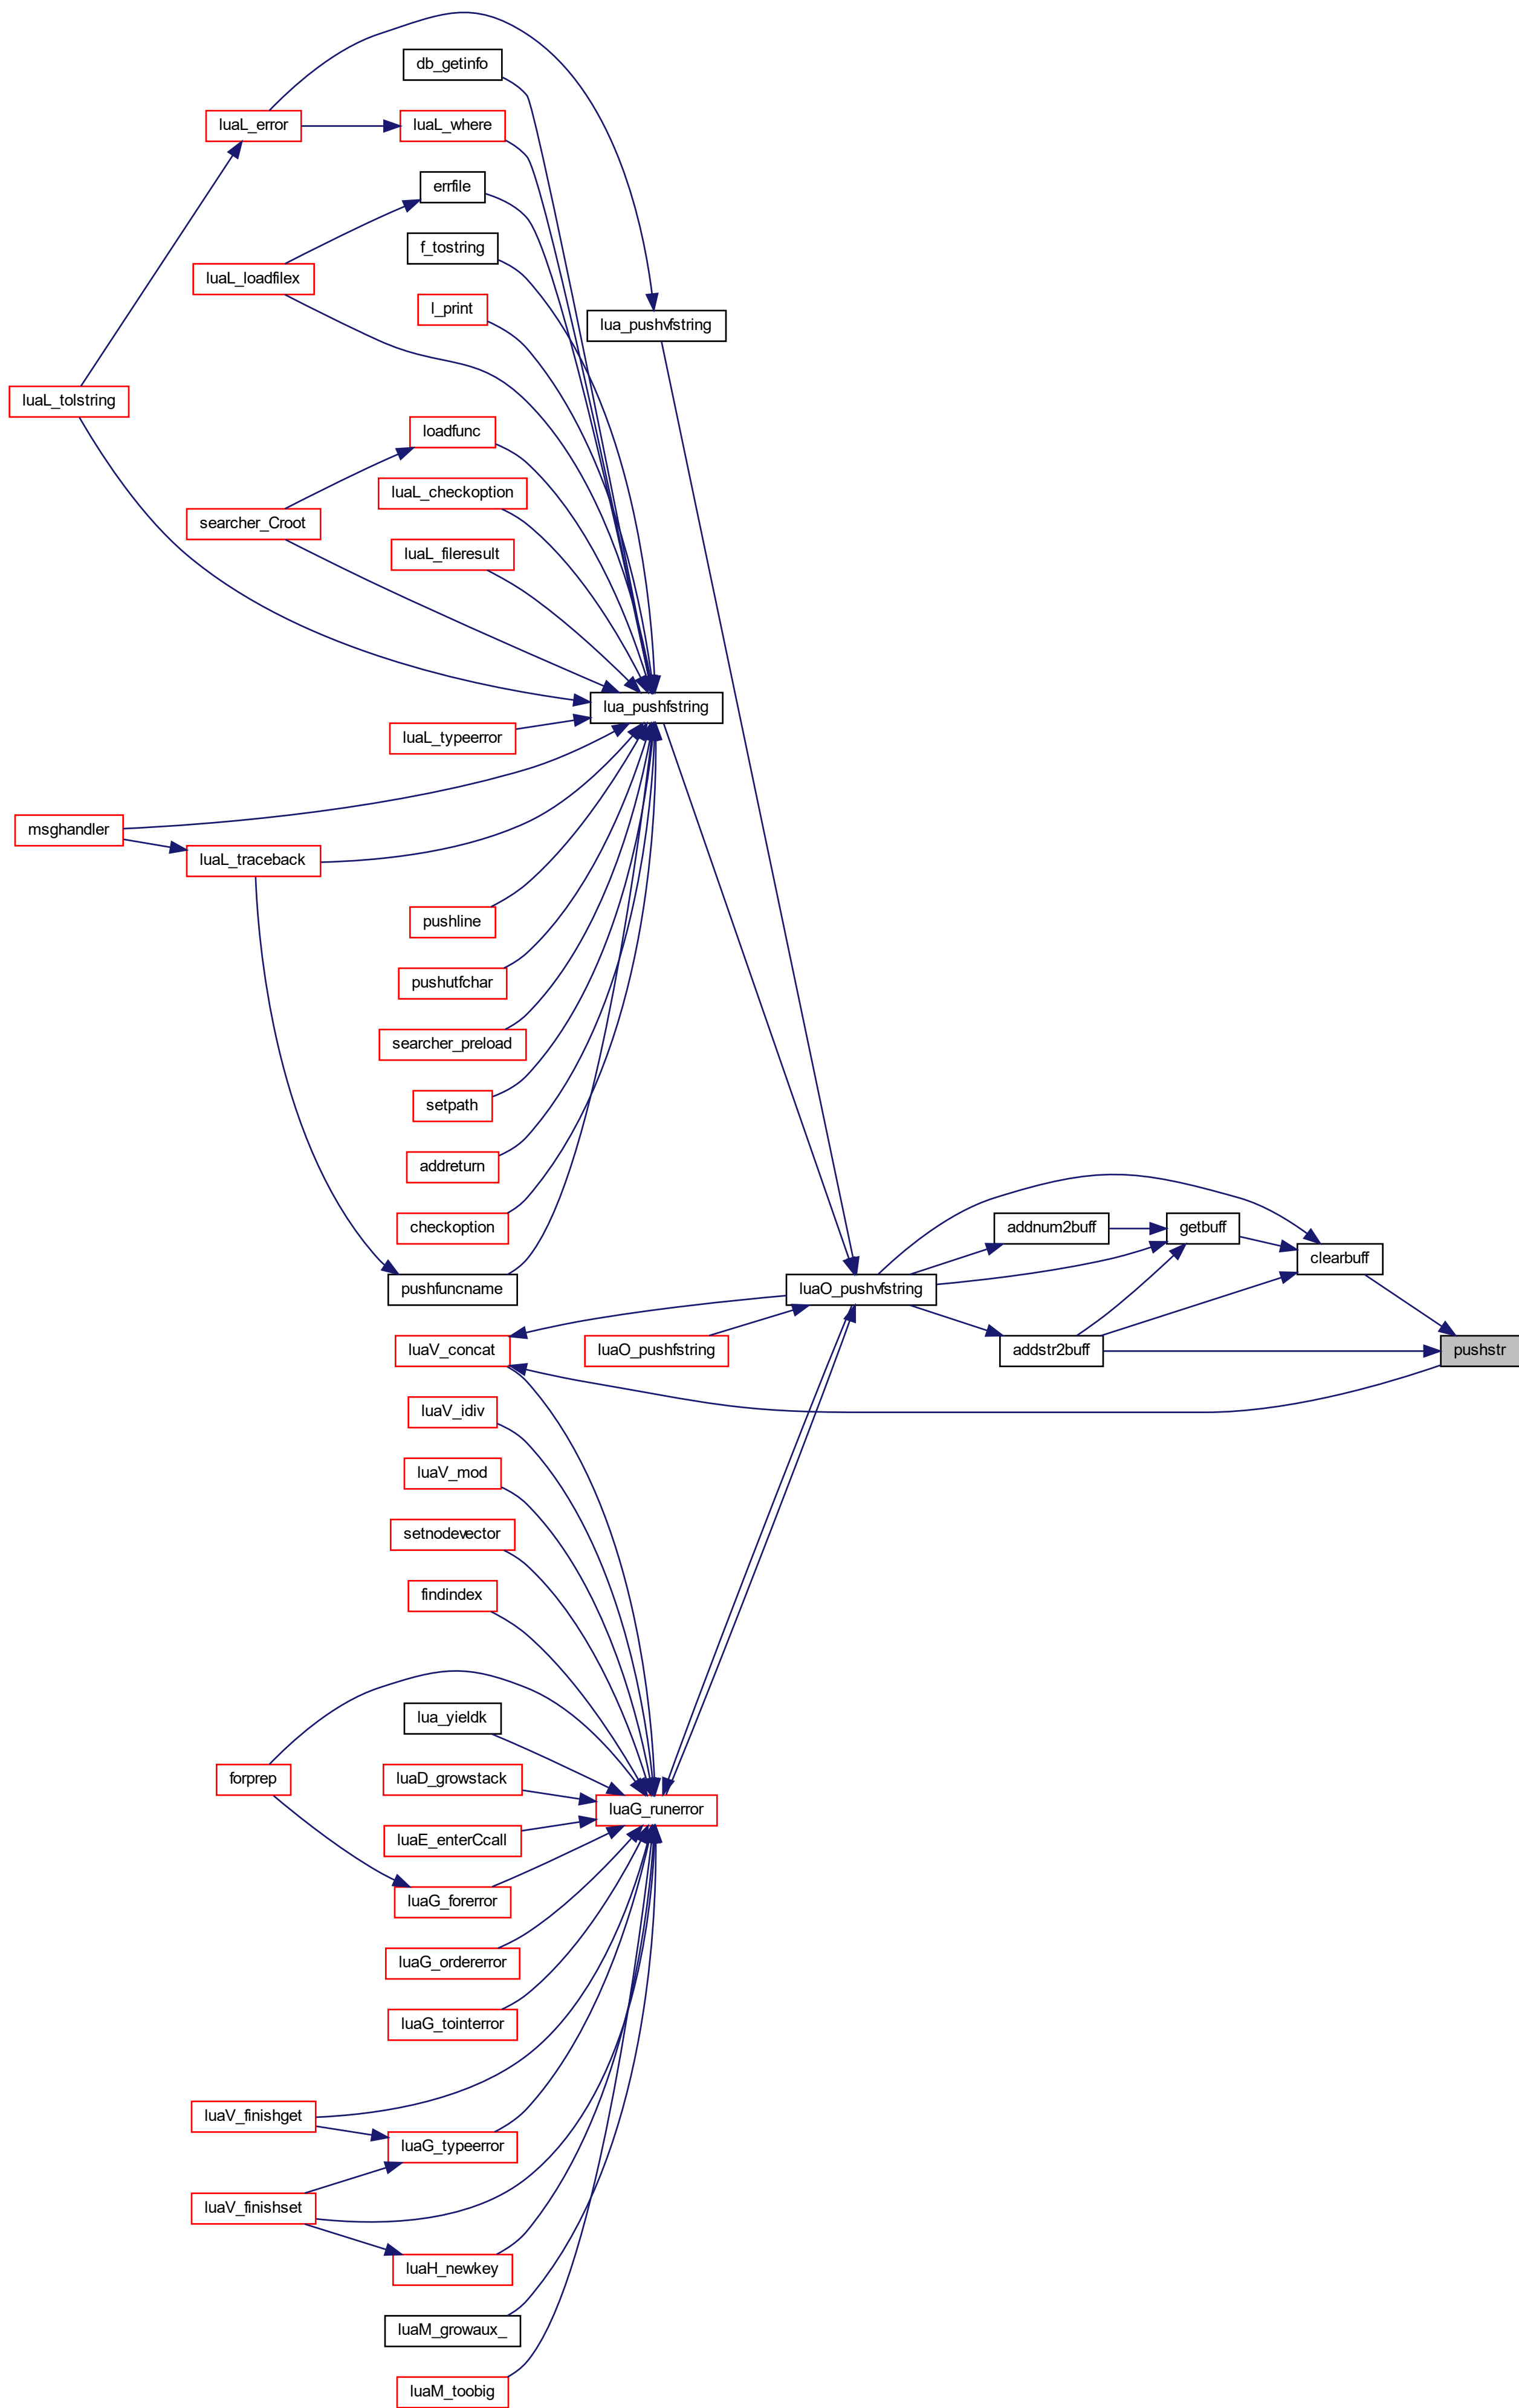 db_getinfo
luaL_error
luaL_where
errfile
f_tostring
luaL_loadfilex
l_print
lua_pushvfstring
luaL_tolstring
loadfunc
luaL_checkoption
searcher_Croot
luaL_fileresult
lua_pushfstring
luaL_typeerror
msghandler
luaL_traceback
pushline
pushutfchar
searcher_preload
setpath
addreturn
checkoption
addnum2buff
getbuff
clearbuff
pushfuncname
luaO_pushvfstring
luaV_concat
luaO_pushfstring
addstr2buff
pushstr
luaV_idiv
luaV_mod
setnodevector
findindex
lua_yieldk
forprep
luaD_growstack
luaG_runerror
luaE_enterCcall
luaG_forerror
luaG_ordererror
luaG_tointerror
luaV_finishget
luaG_typeerror
luaV_finishset
luaH_newkey
luaM_growaux_
luaM_toobig